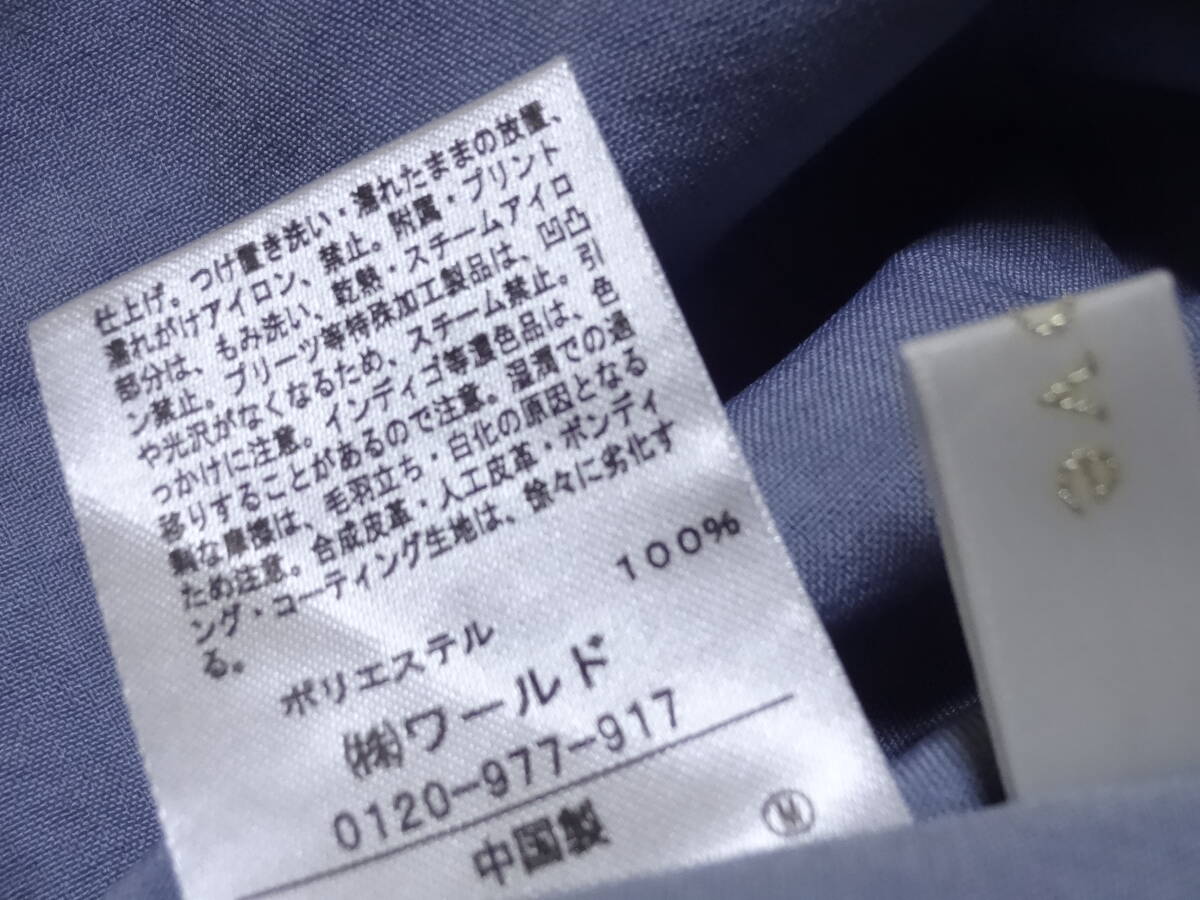 仕上げ。つけ置き洗い・濡れたままの放置、
濡れがけアイロン、禁止。附属・プリント
部分は、もみ洗い、乾熱・スチームアイロ
ン禁止。プリーツ等特殊加工製品は、凹凸
や光沢がなくなるため、スチーム禁止。引
っかけに注意。インディゴ等濃色品は、色
移りすることがあるので注意。湿潤での過
剰な摩擦は、毛羽立ち・白化の原因となる
ため注意。合成皮革・人工皮革・ボンディ
ング・コーティング生地は、徐々に劣化す
る。
100%
ポリエステル
㈱ワールド
0120-977-917
中国製
Ⓜ